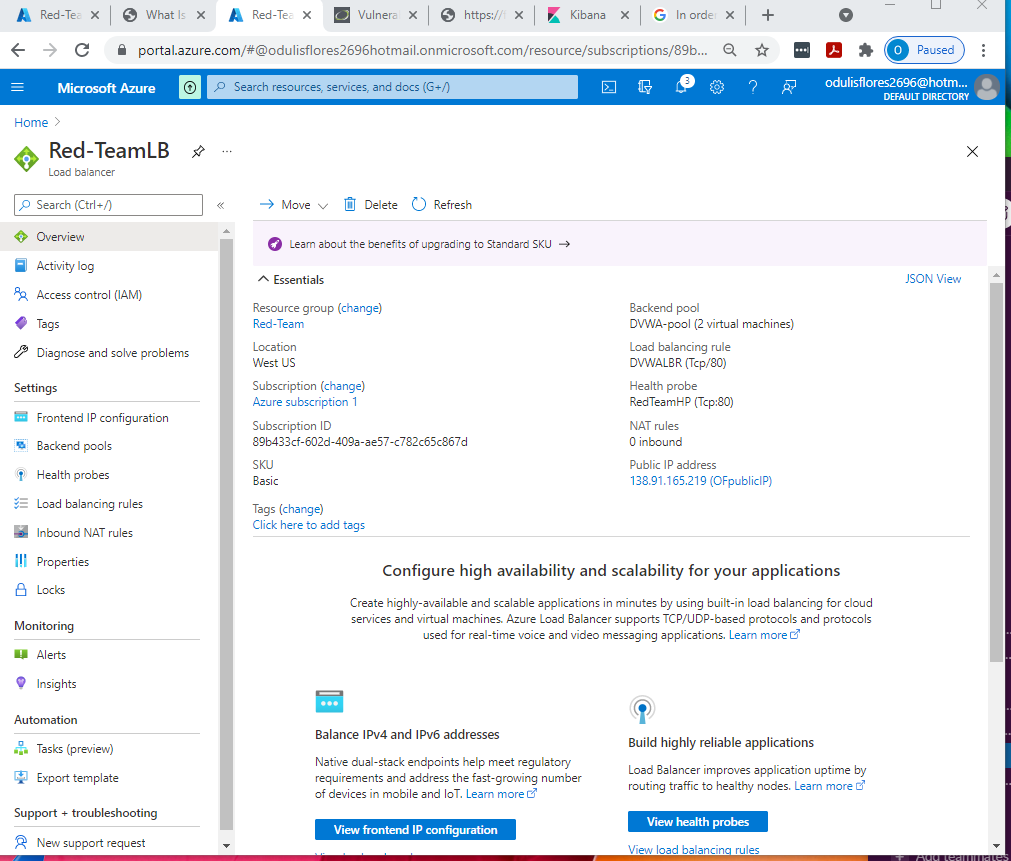 Red-Tea
What Is
Red-Tea
Vulnera
https://
Kibana
In orde
portal.azure.com/#@odulisflores2696hotmail.onmicrosoft.com/resource/subscriptions/89b...
O Paused
Microsoft Azure
Search resources, services, and docs (G+/)
3
odulisflores2696@hotm...
DEFAULT DIRECTORY
Home
Red-TeamLB
Load balancer
Search (Ctrl+/)
«
Overview
Activity log
Access control (IAM)
Tags
Diagnose and solve problems
Settings
Frontend IP configuration
Backend pools
Health probes
Load balancing rules
Inbound NAT rules
Properties
Locks
Monitoring
Alerts
Insights
Automation
Tasks (preview)
Export template
Support + troubleshooting
New support request
Move
Delete
Refresh
Learn about the benefits of upgrading to Standard SKU →
Essentials
JSON View
Resource group (change)
Red-Team
Location
West US
Subscription (change)
Azure subscription 1
Subscription ID
89b433cf-602d-409a-ae57-c782c65c867d
SKU
Basic
Tags (change)
Click here to add tags
Backend pool
DVWA-pool (2 virtual machines)
Load balancing rule
DVWALBR (Tcp/80)
Health probe
RedTeamHP (Tcp:80)
NAT rules
0 inbound
Public IP address
138.91.165.219 (OFpublicIP)
Configure high availability and scalability for your applications
Create highly-available and scalable applications in minutes by using built-in load balancing for cloud
services and virtual machines. Azure Load Balancer supports TCP/UDP-based protocols and protocols
used for real-time voice and video messaging applications. Learn more
Balance IPv4 and IPv6 addresses
Native dual-stack endpoints help meet regulatory
requirements and address the fast-growing number
of devices in mobile and IoT. Learn more
View frontend IP configuration
Build highly reliable applications
Load Balancer improves application uptime by
routing traffic to healthy nodes. Learn more
View health probes
View load balancing rules
Add teammates